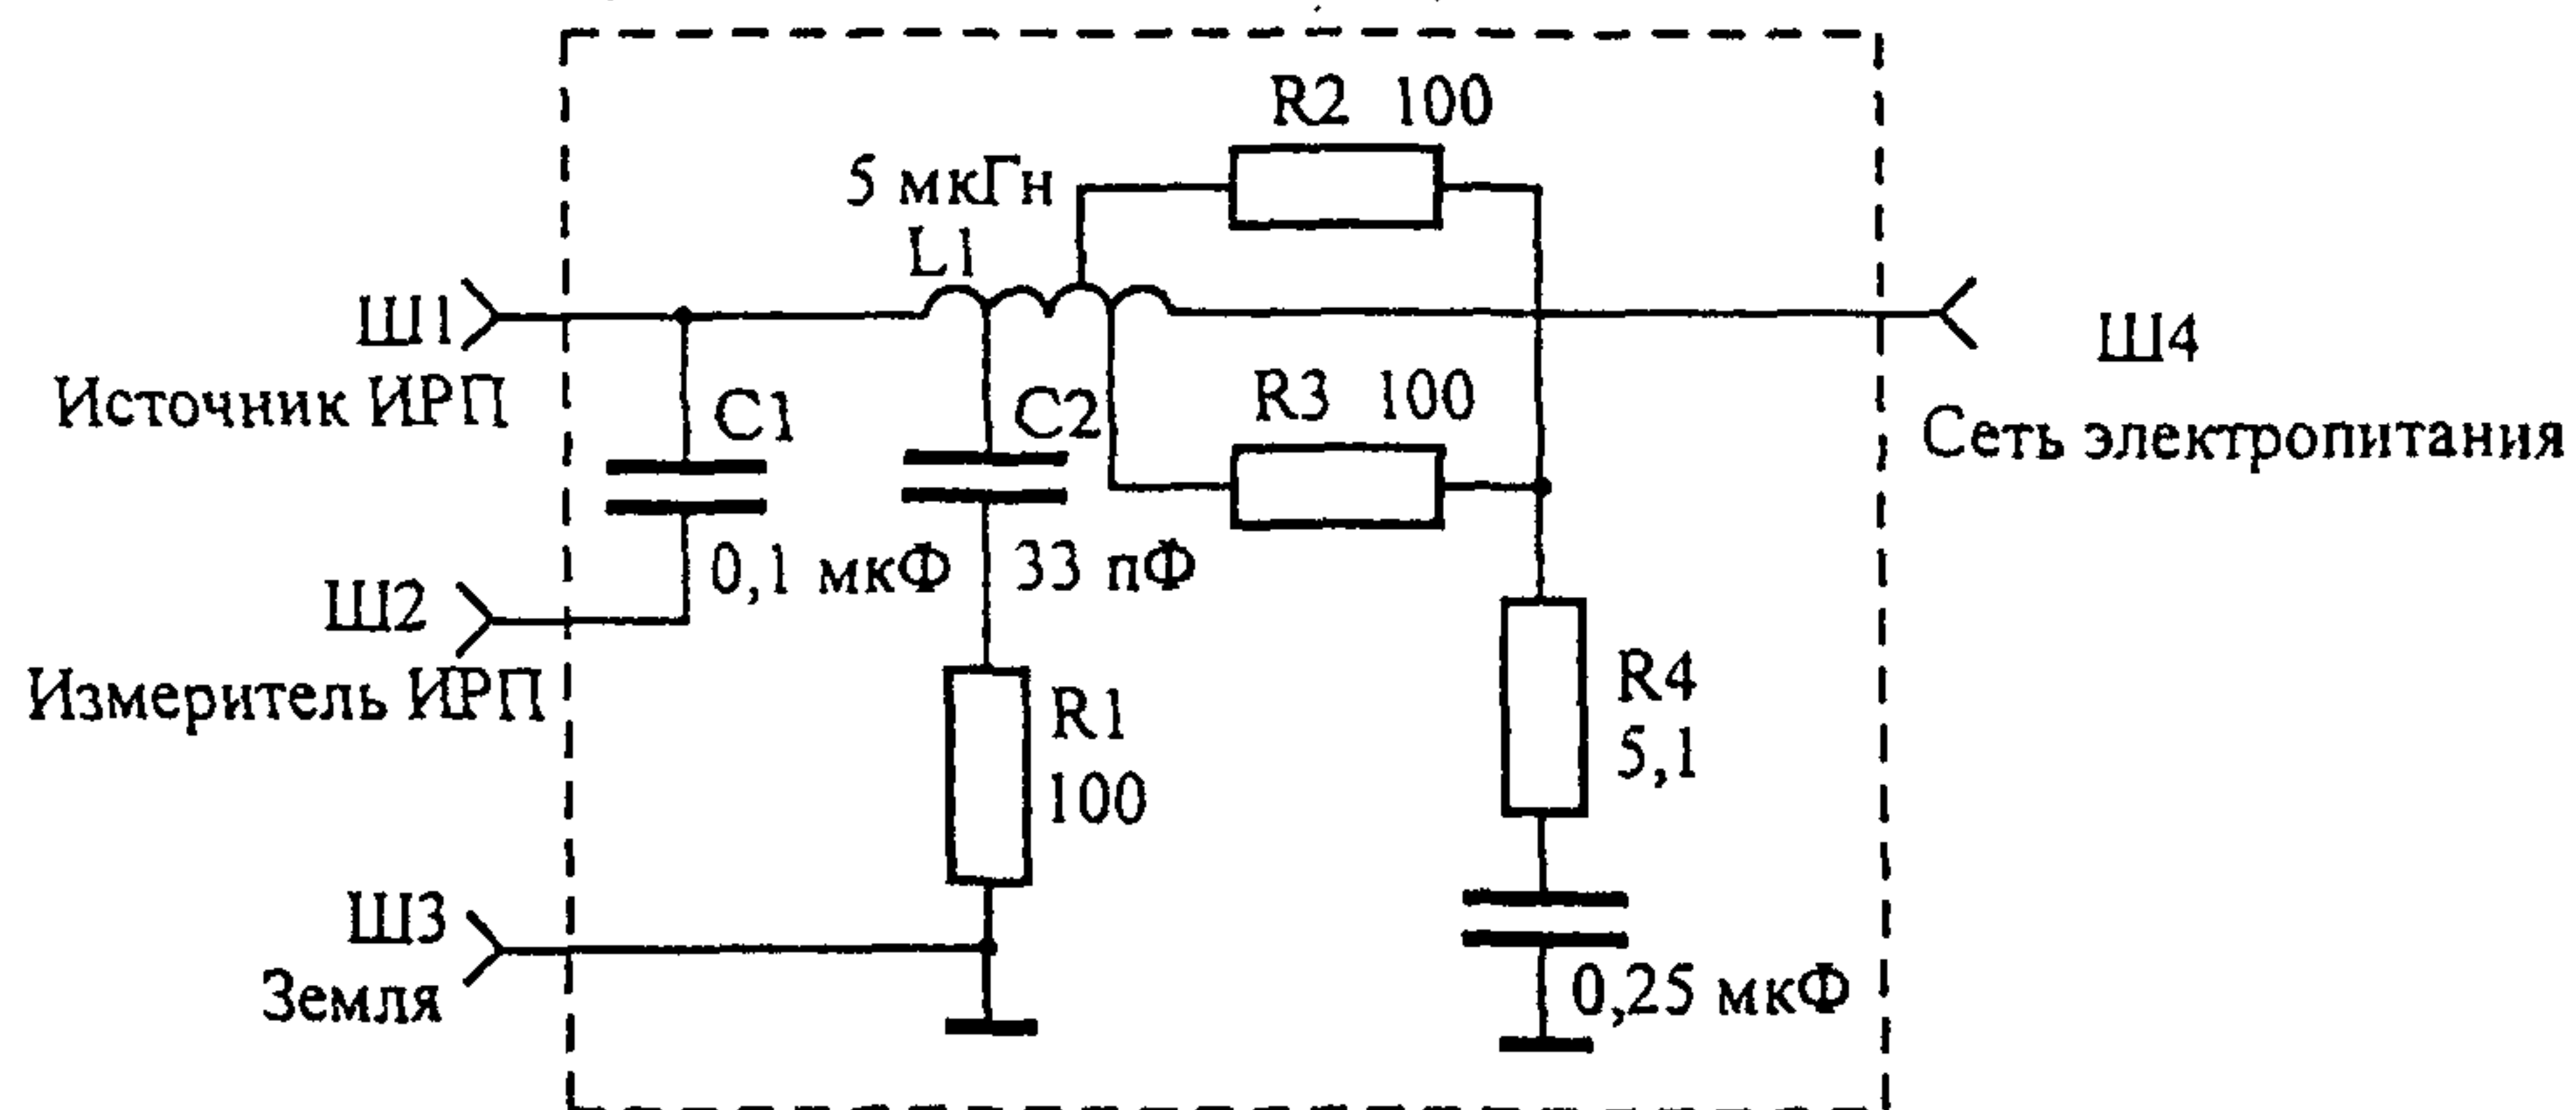 R2 100
5 мкГн
L1
Ш1
Источник ИРП
Ш4
Сеть электропитания
R3 100
C1
C2
0,1 мкФ
33 пФ
Ш2
Измеритель ИРП
R4
5,1
R1
100
Ш3
Земля
0,25 мкФ